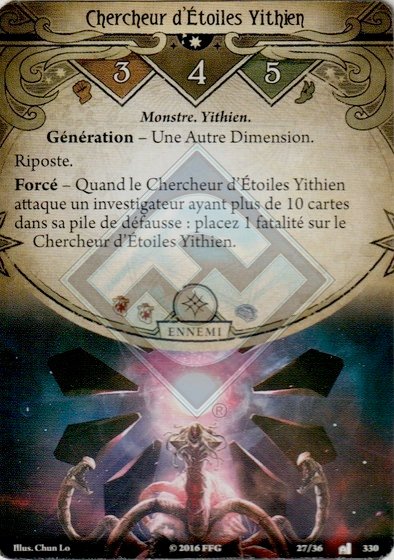 Chercheur d'Étoiles Yithien
3 4 5
Monstre. Yithien.
Génération – Une Autre Dimension.
Riposte.
Forcé – Quand le Chercheur d'Étoiles Yithien
attaque un investigateur ayant plus de 10 cartes
dans sa pile de défausse : placez 1 fatalité sur le
Chercheur d'Étoiles Yithien.
ENNEMI
®
Illus. Chun Lo © 2016 FFG 27/36 330